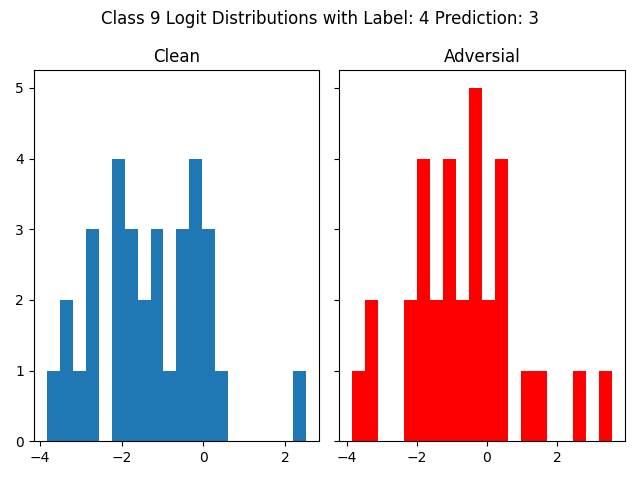 Class 9 Logit Distributions with Label: 4 Prediction: 3
Clean
Adversial
5
4
3
2
1
0
−4 −2 0 2
−4 −2 0 2